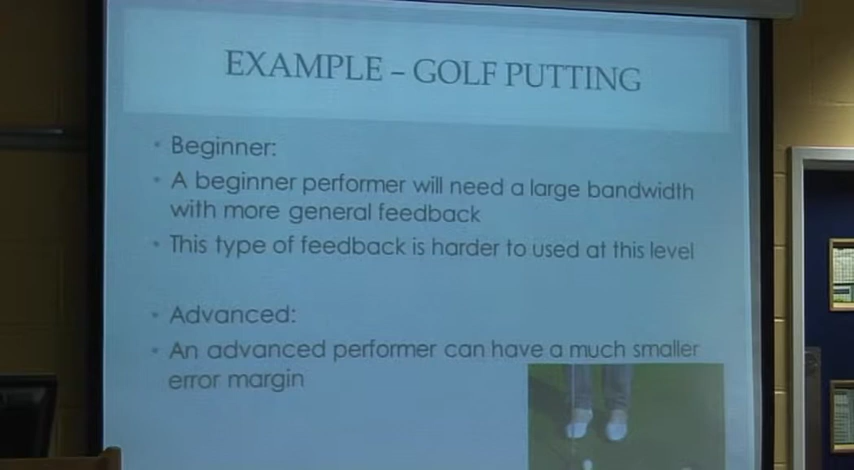 EXAMPLE – GOLF PUTTING
• Beginner:
• A beginner performer will need a large bandwidth
with more general feedback
• This type of feedback is harder to used at this level
• Advanced:
• An advanced performer can have a much smaller
error margin